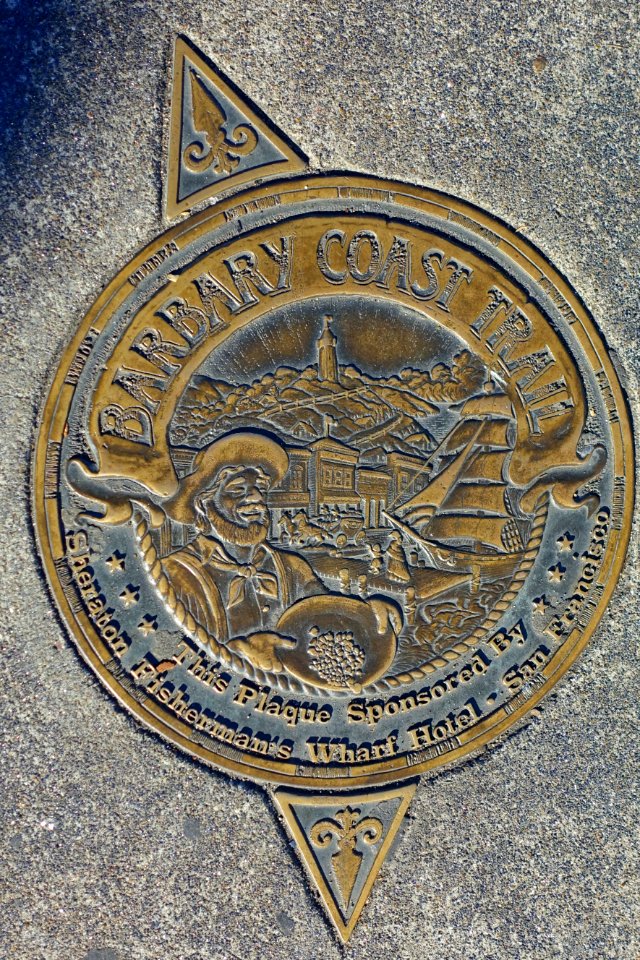 BARBARY COAST TRAIL
This Plaque Sponsored By
Sheraton Fisherman's Wharf Hotel · San Francisco